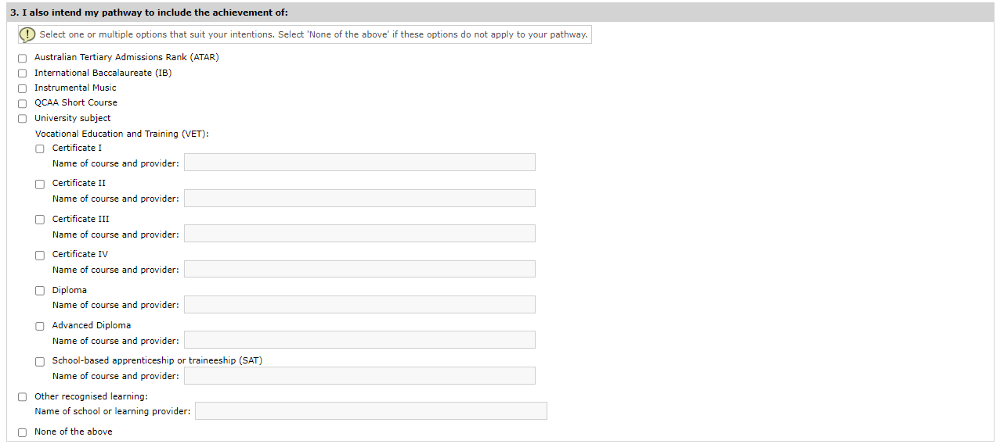 3. I also intend my pathway to include the achievement of:
Select one or multiple options that suit your intentions. Select 'None of the above' if these options do not apply to your pathway.
Australian Tertiary Admissions Rank (ATAR)
International Baccalaureate (IB)
Instrumental Music
QCAA Short Course
University subject
Vocational Education and Training (VET):
Certificate I
Name of course and provider:
Certificate II
Name of course and provider:
Certificate III
Name of course and provider:
Certificate IV
Name of course and provider:
Diploma
Name of course and provider:
Advanced Diploma
Name of course and provider:
School-based apprenticeship or traineeship (SAT)
Name of course and provider:
Other recognised learning:
Name of school or learning provider:
None of the above